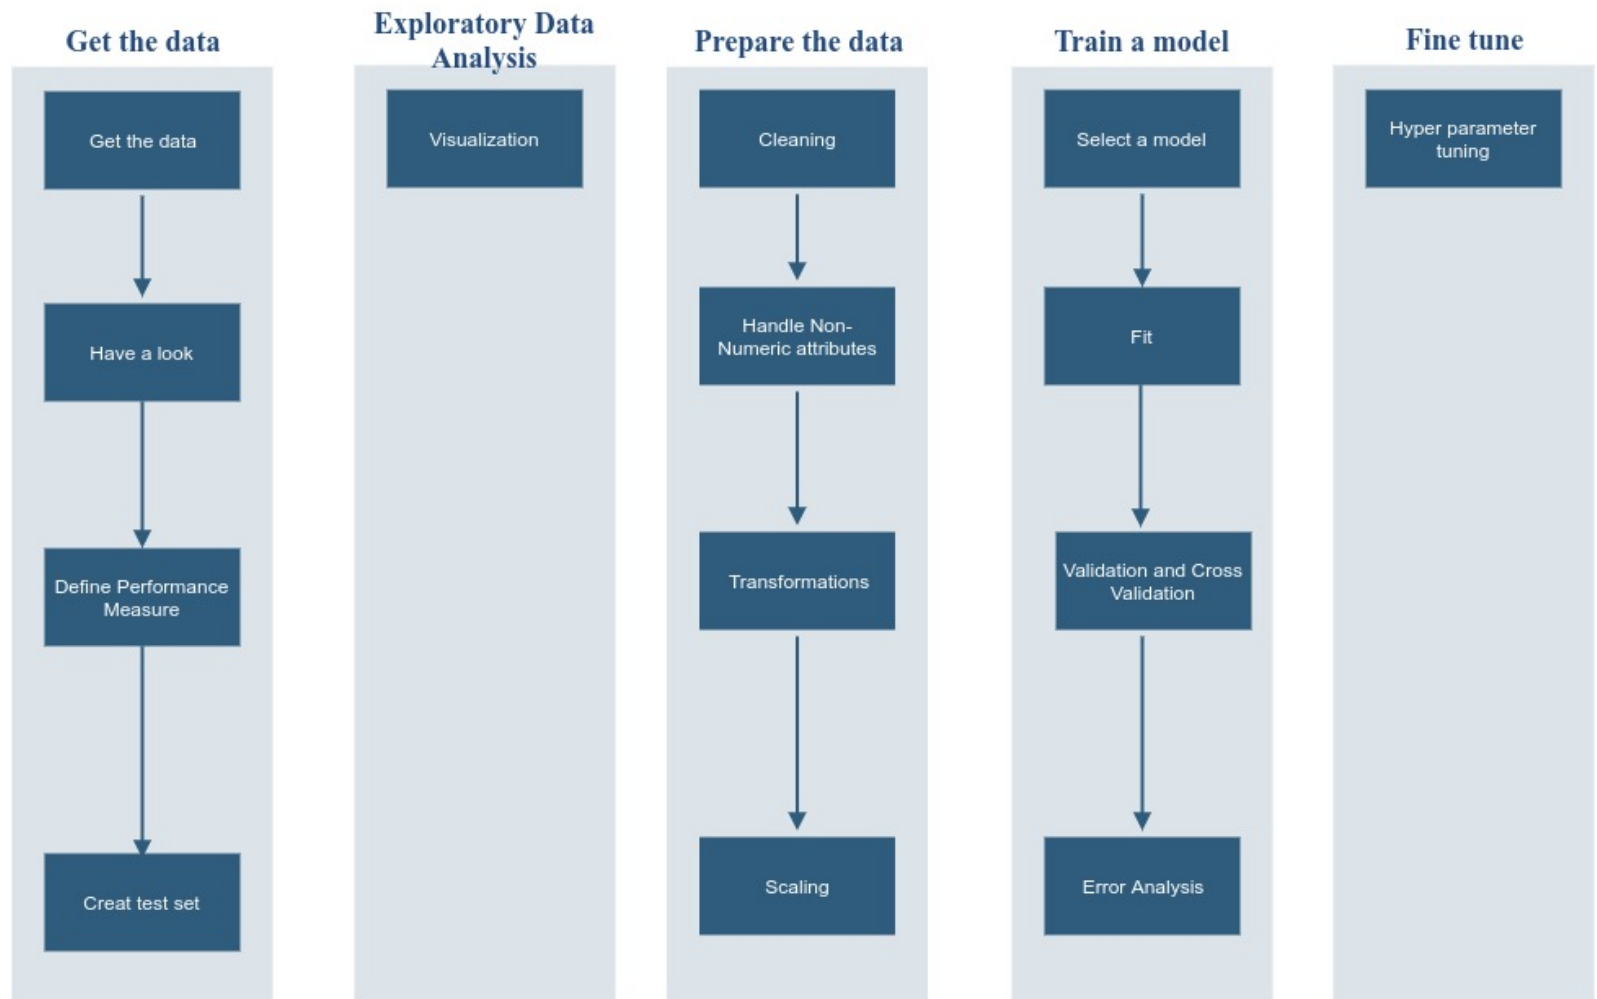 Get the data
Get the data
Have a look
Define Performance
Measure
Creat test set
Exploratory Data
Analysis
Visualization
Prepare the data
Cleaning
Handle Non-
Numeric attributes
Transformations
Scaling
Train a model
Select a model
Fit
Validation and Cross
Validation
Error Analysis
Fine tune
Hyper parameter
tuning